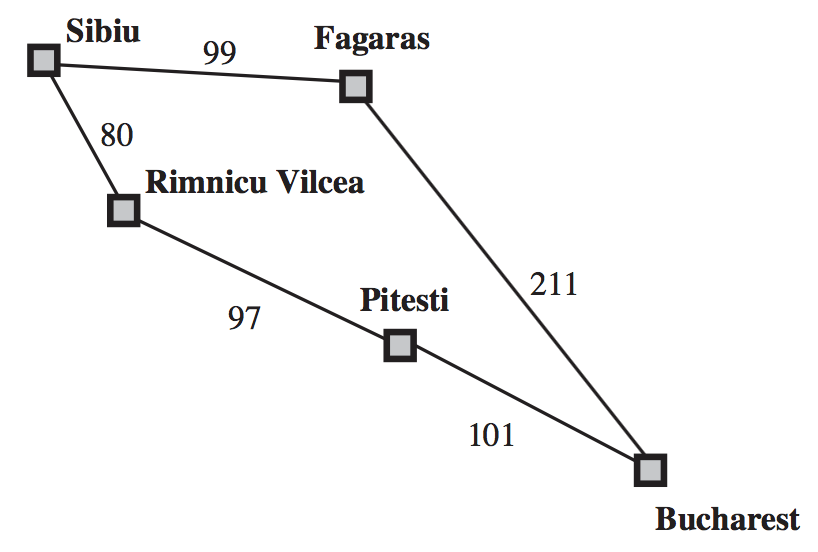 Sibiu
Fagaras
99
80
Rimnicu Vilcea
211
Pitesti
97
101
Bucharest